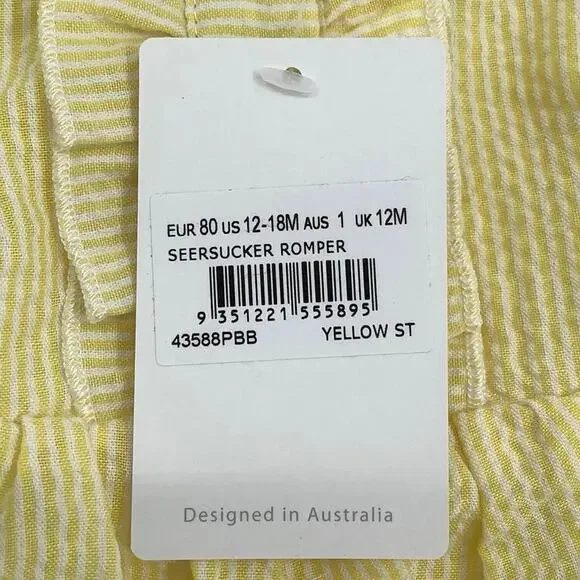 EUR 80 US 12-18M AUS 1 UK 12M
SEERSUCKER ROMPER
9 351221 555895
43588PBB YELLOW ST
Designed in Australia